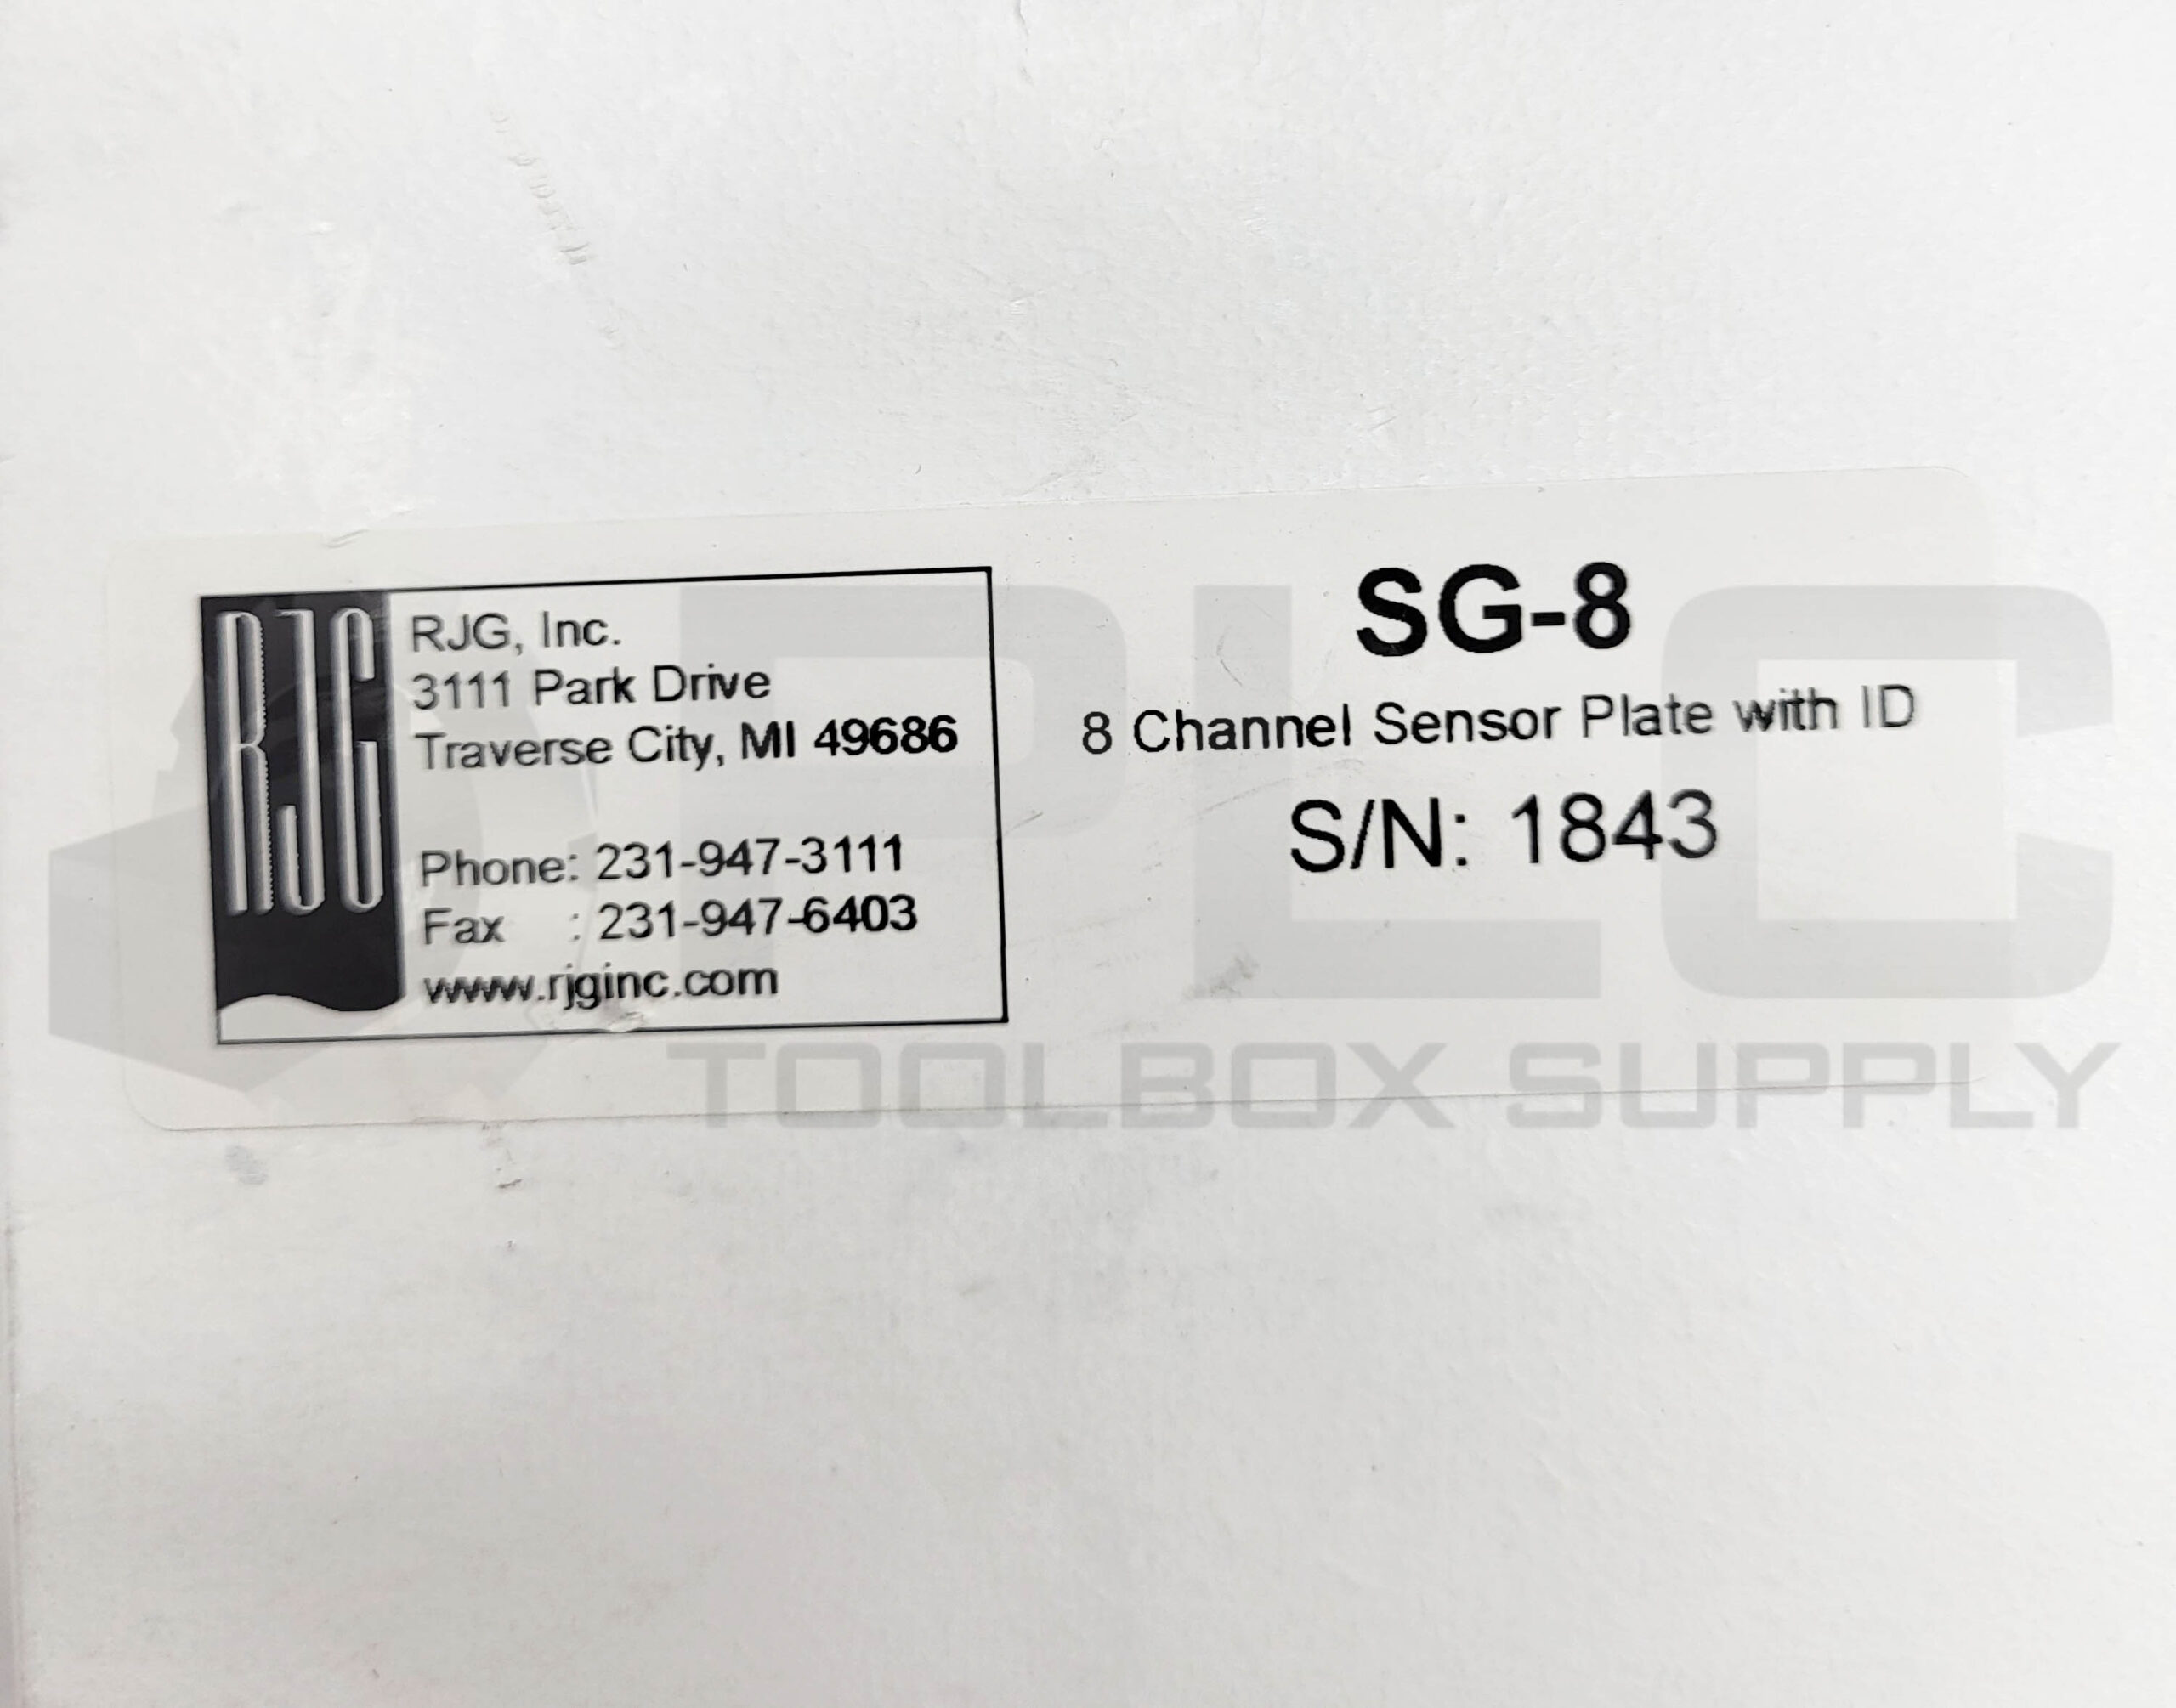 RJG
RJG, Inc.
3111 Park Drive
Traverse City, MI 49686
Phone: 231-947-3111
Fax : 231-947-6403
www.rjginc.com
SG-8
8 Channel Sensor Plate with ID
S/N: 1843
PLC
TOOLBOX SUPPLY